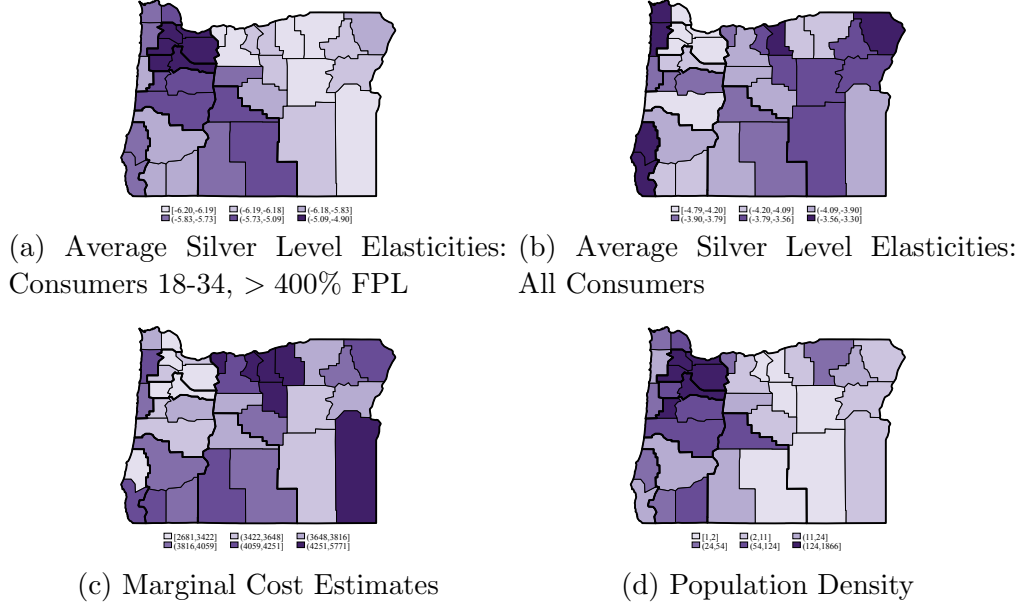 [-6.20,-6.19] (-6.19,-6.18] (-6.18,-5.83]
(-5.83,-5.73] (-5.73,-5.09] (-5.09,-4.90]
[-4.79,-4.20] (-4.20,-4.09] (-4.09,-3.90]
(-3.90,-3.79] (-3.79,-3.56] (-3.56,-3.30]
(a) Average Silver Level Elasticities:
Consumers 18-34, > 400% FPL
(b) Average Silver Level Elasticities:
All Consumers
[2681,3422] (3422,3648] (3648,3816]
(3816,4059] (4059,4251] (4251,5771]
[1,2] (2,11] (11,24]
(24,54] (54,124] (124,1866]
(c) Marginal Cost Estimates
(d) Population Density